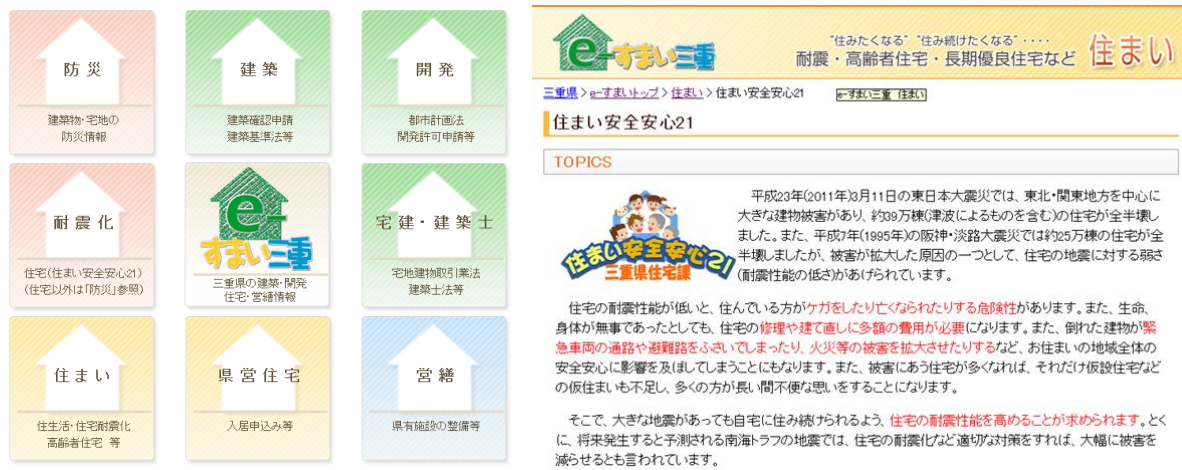 防災
建築物・宅地の
防災情報
建築
建築確認申請
建築基準法等
開発
都市計画法
開発許可申請等
耐震化
住宅(住まい安全安心21)
(住宅以外は「防災」参照)
e-
すまい三重
三重県の建築・開発
住宅・営繕情報
宅建・建築士
宅地建物取引業法
建築士法等
住まい
住生活・住宅耐震化
高齢者住宅 等
県営住宅
入居申込み等
営繕
県有施設の整備等
e-すまい三重
"住みたくなる" "住み続けたくなる"・・・・
耐震・高齢者住宅・長期優良住宅など 住まい
三重県 > e-すまいトップ > 住まい > 住まい安全安心21 e-すまい三重 住まい
住まい安全安心21
TOPICS
住まい安全安心21
三重県住宅課
平成23年(2011年)3月11日の東日本大震災では、東北・関東地方を中心に
大きな建物被害があり、約39万棟(津波によるものを含む)の住宅が全半壊し
ました。また、平成7年(1995年)の阪神・淡路大震災では約25万棟の住宅が全
半壊しましたが、被害が拡大した原因の一つとして、住宅の地震に対する弱さ
(耐震性能の低さ)があげられています。
住宅の耐震性能が低いと、住んでいる方がケガをしたり亡くなられたりする危険性があります。また、生命、
身体が無事であったとしても、住宅の修理や建て直しに多額の費用が必要になります。また、倒れた建物が緊
急車両の通路や避難路をふさいでしまったり、火災等の被害を拡大させたりするなど、お住まいの地域全体の
安全安心に影響を及ぼしてしまうことにもなります。また、被害にあう住宅が多くなれば、それだけ仮設住宅など
の仮住まいも不足し、多くの方が長い間不便な思いをすることになります。
そこで、大きな地震があっても自宅に住み続けられるよう、住宅の耐震性能を高めることが求められます。とく
に、将来発生すると予測される南海トラフの地震では、住宅の耐震化など適切な対策をすれば、大幅に被害を
減らせるとも言われています。